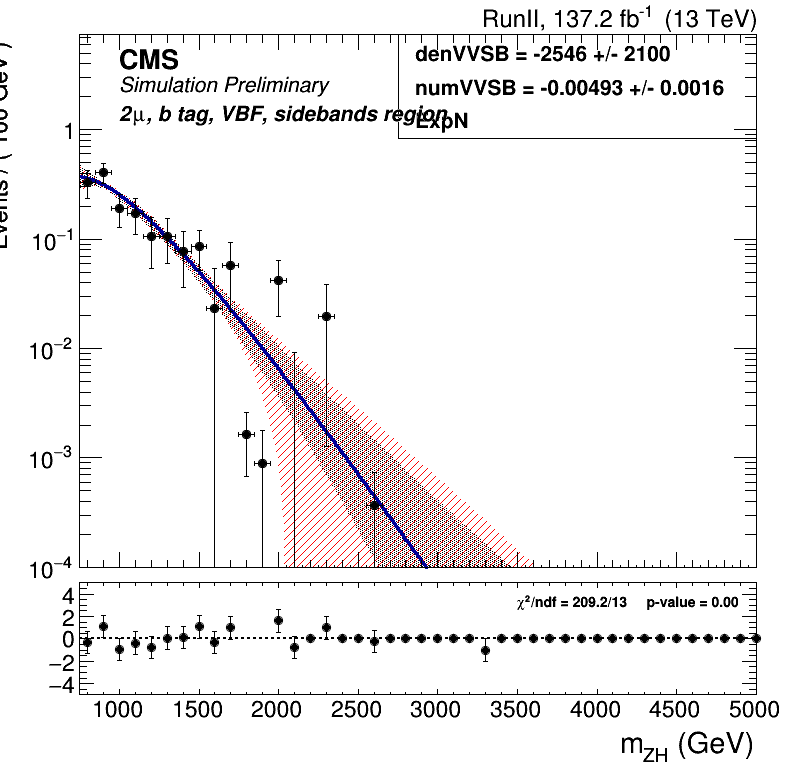 RunII, 137.2 fb-1 (13 TeV)
CMS
Simulation Preliminary
2μ, b tag, VBF, sidebands region
denVVSB = -2546 +/- 2100
numVVSB = -0.00493 +/- 0.0016
ExpN
1
10−1
10−2
10−3
10−4
χ2/ndf = 209.2/13 p-value = 0.00
4
2
0
−2
−4
1000 1500 2000 2500 3000 3500 4000 4500 5000
mZH (GeV)